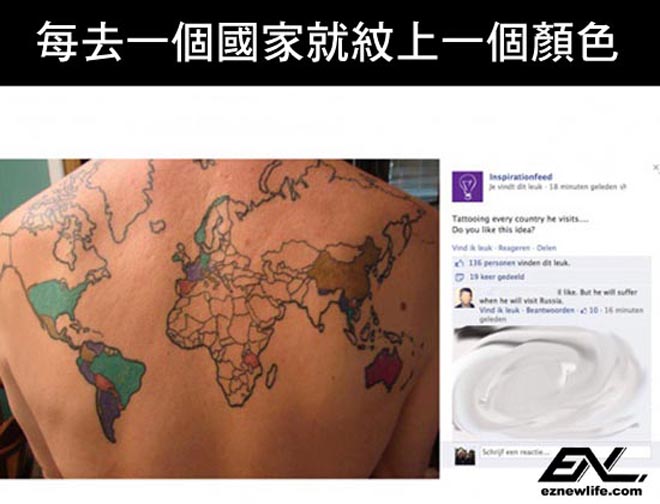 每去一個國家就紋上一個顏色
Inspirationfeed
Je vindt dit leuk · 18 minuten geleden
Tattooing every country he visits....
Do you like this idea?
Vind ik leuk · Reageren · Delen
136 personen vinden dit leuk.
19 keer gedeeld
ll like. But he will suffer
when he will visit Russia.
Vind ik leuk · Beantwoorden · 10 · 16 minuten
geleden
Schrijf een reactie...
ENL.
eznewlife.com